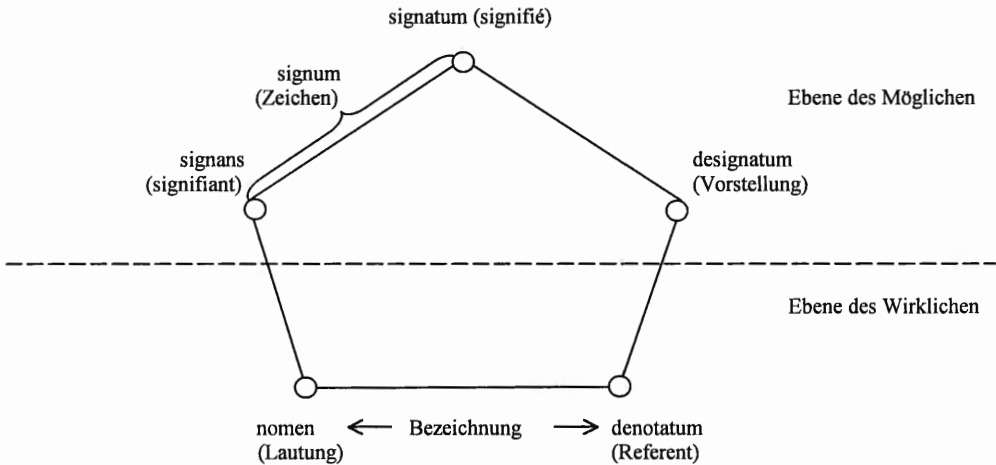 signatum (signifié)
signum
(Zeichen)
Ebene des Möglichen
signans
(signifiant)
designatum
(Vorstellung)
Ebene des Wirklichen
nomen ← Bezeichnung → denotatum
(Lautung) (Referent)